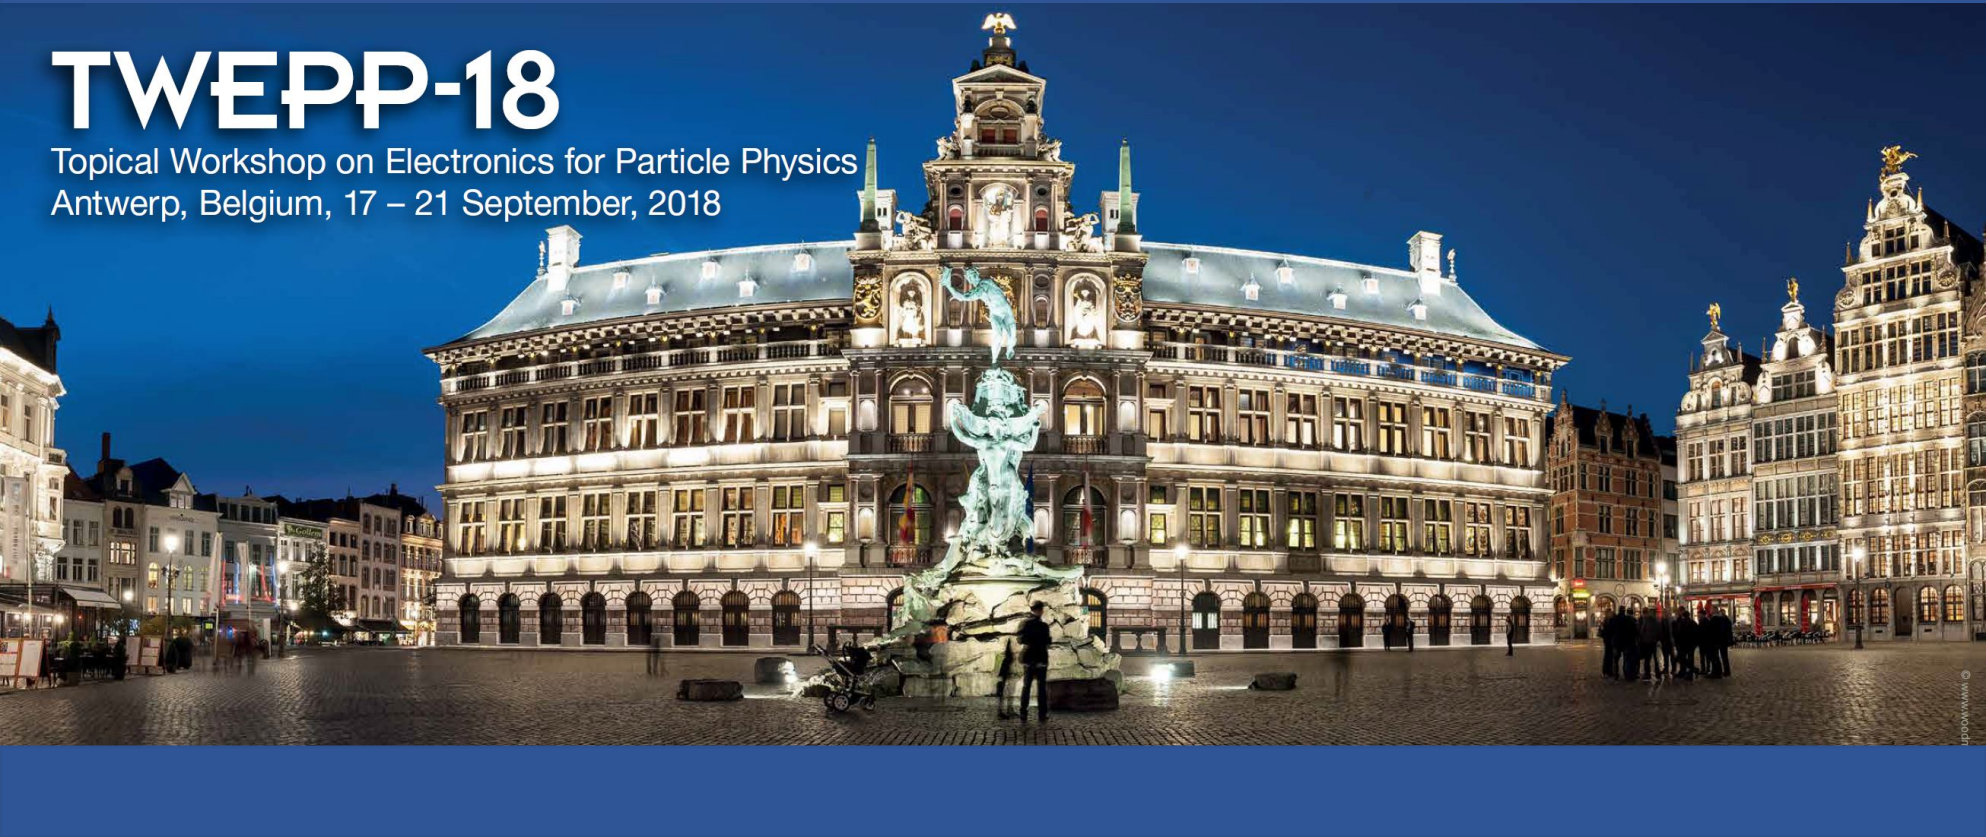 TWEPP-18
Topical Workshop on Electronics for Particle Physics
Antwerp, Belgium, 17 – 21 September, 2018